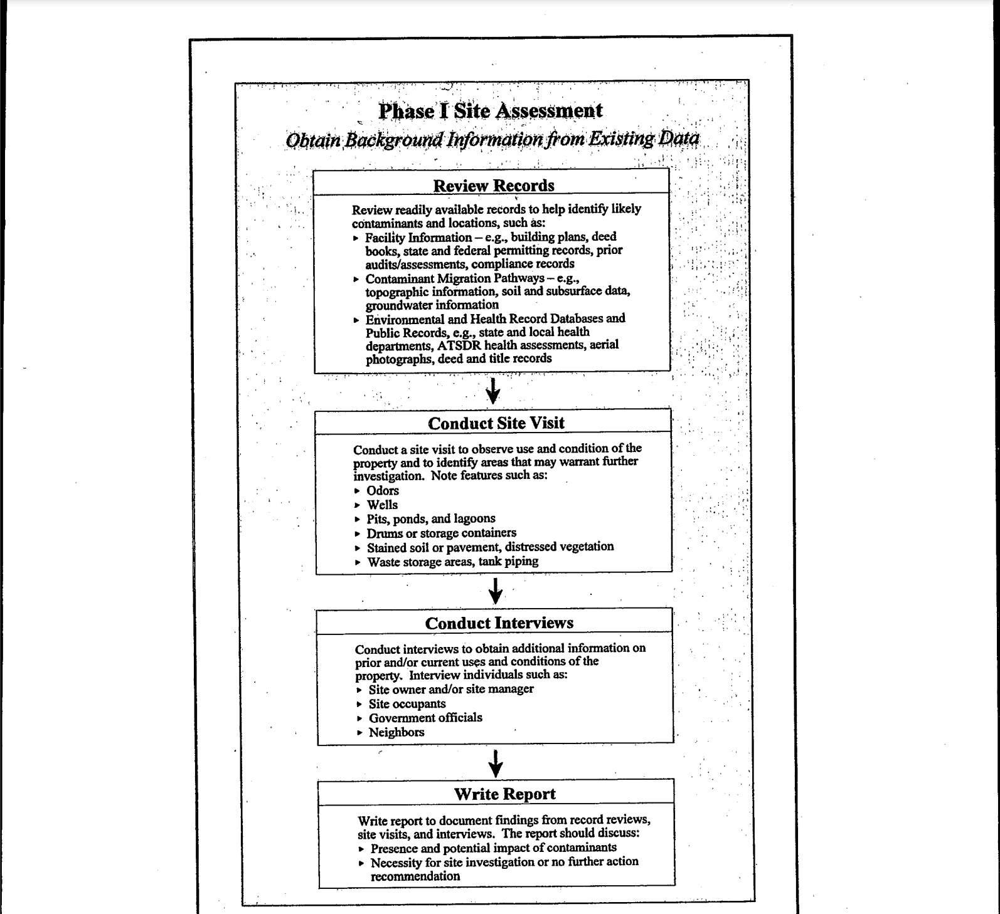 Phase I Site Assessment
Obtain Background Information from Existing Data
Review Records
Review readily available records to help identify likely
contaminants and locations, such as:
▸ Facility Information – e.g., building plans, deed
books, state and federal permitting records, prior
audits/assessments, compliance records
▸ Contaminant Migration Pathways – e.g.,
topographic information, soil and subsurface data,
groundwater information
▸ Environmental and Health Record Databases and
Public Records, e.g., state and local health
departments, ATSDR health assessments, aerial
photographs, deed and title records
Conduct Site Visit
Conduct a site visit to observe use and condition of the
property and to identify areas that may warrant further
investigation. Note features such as:
▸ Odors
▸ Wells
▸ Pits, ponds, and lagoons
▸ Drums or storage containers
▸ Stained soil or pavement, distressed vegetation
▸ Waste storage areas, tank piping
Conduct Interviews
Conduct interviews to obtain additional information on
prior and/or current uses and conditions of the
property. Interview individuals such as:
▸ Site owner and/or site manager
▸ Site occupants
▸ Government officials
▸ Neighbors
Write Report
Write report to document findings from record reviews,
site visits, and interviews. The report should discuss:
▸ Presence and potential impact of contaminants
▸ Necessity for site investigation or no further action
recommendation